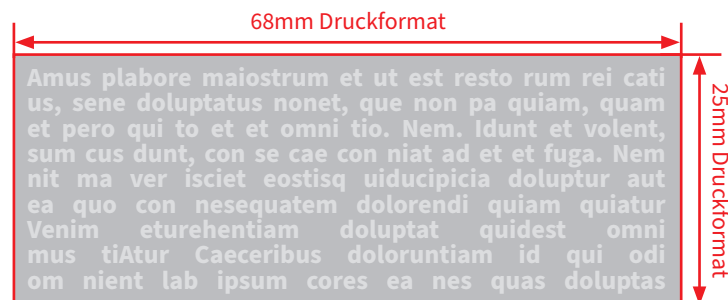 68mm Druckformat
Amus plabore maiostrum et ut est resto rum rei cati
us, sene doluptatus nonet, que non pa quiam, quam
et pero qui to et et omni tio. Nem. Idunt et volent,
sum cus dunt, con se cae con niat ad et et fuga. Nem
nit ma ver isciet eostisq uiducipicia doluptur aut
ea quo con nesequatem dolorendi quiam quiatur
Venim eturehentiam doluptat quidest omni
mus tiAtur Caeceribus doloruntiam id qui odi
om nient lab ipsum cores ea nes quas doluptas
25mm Druckformat